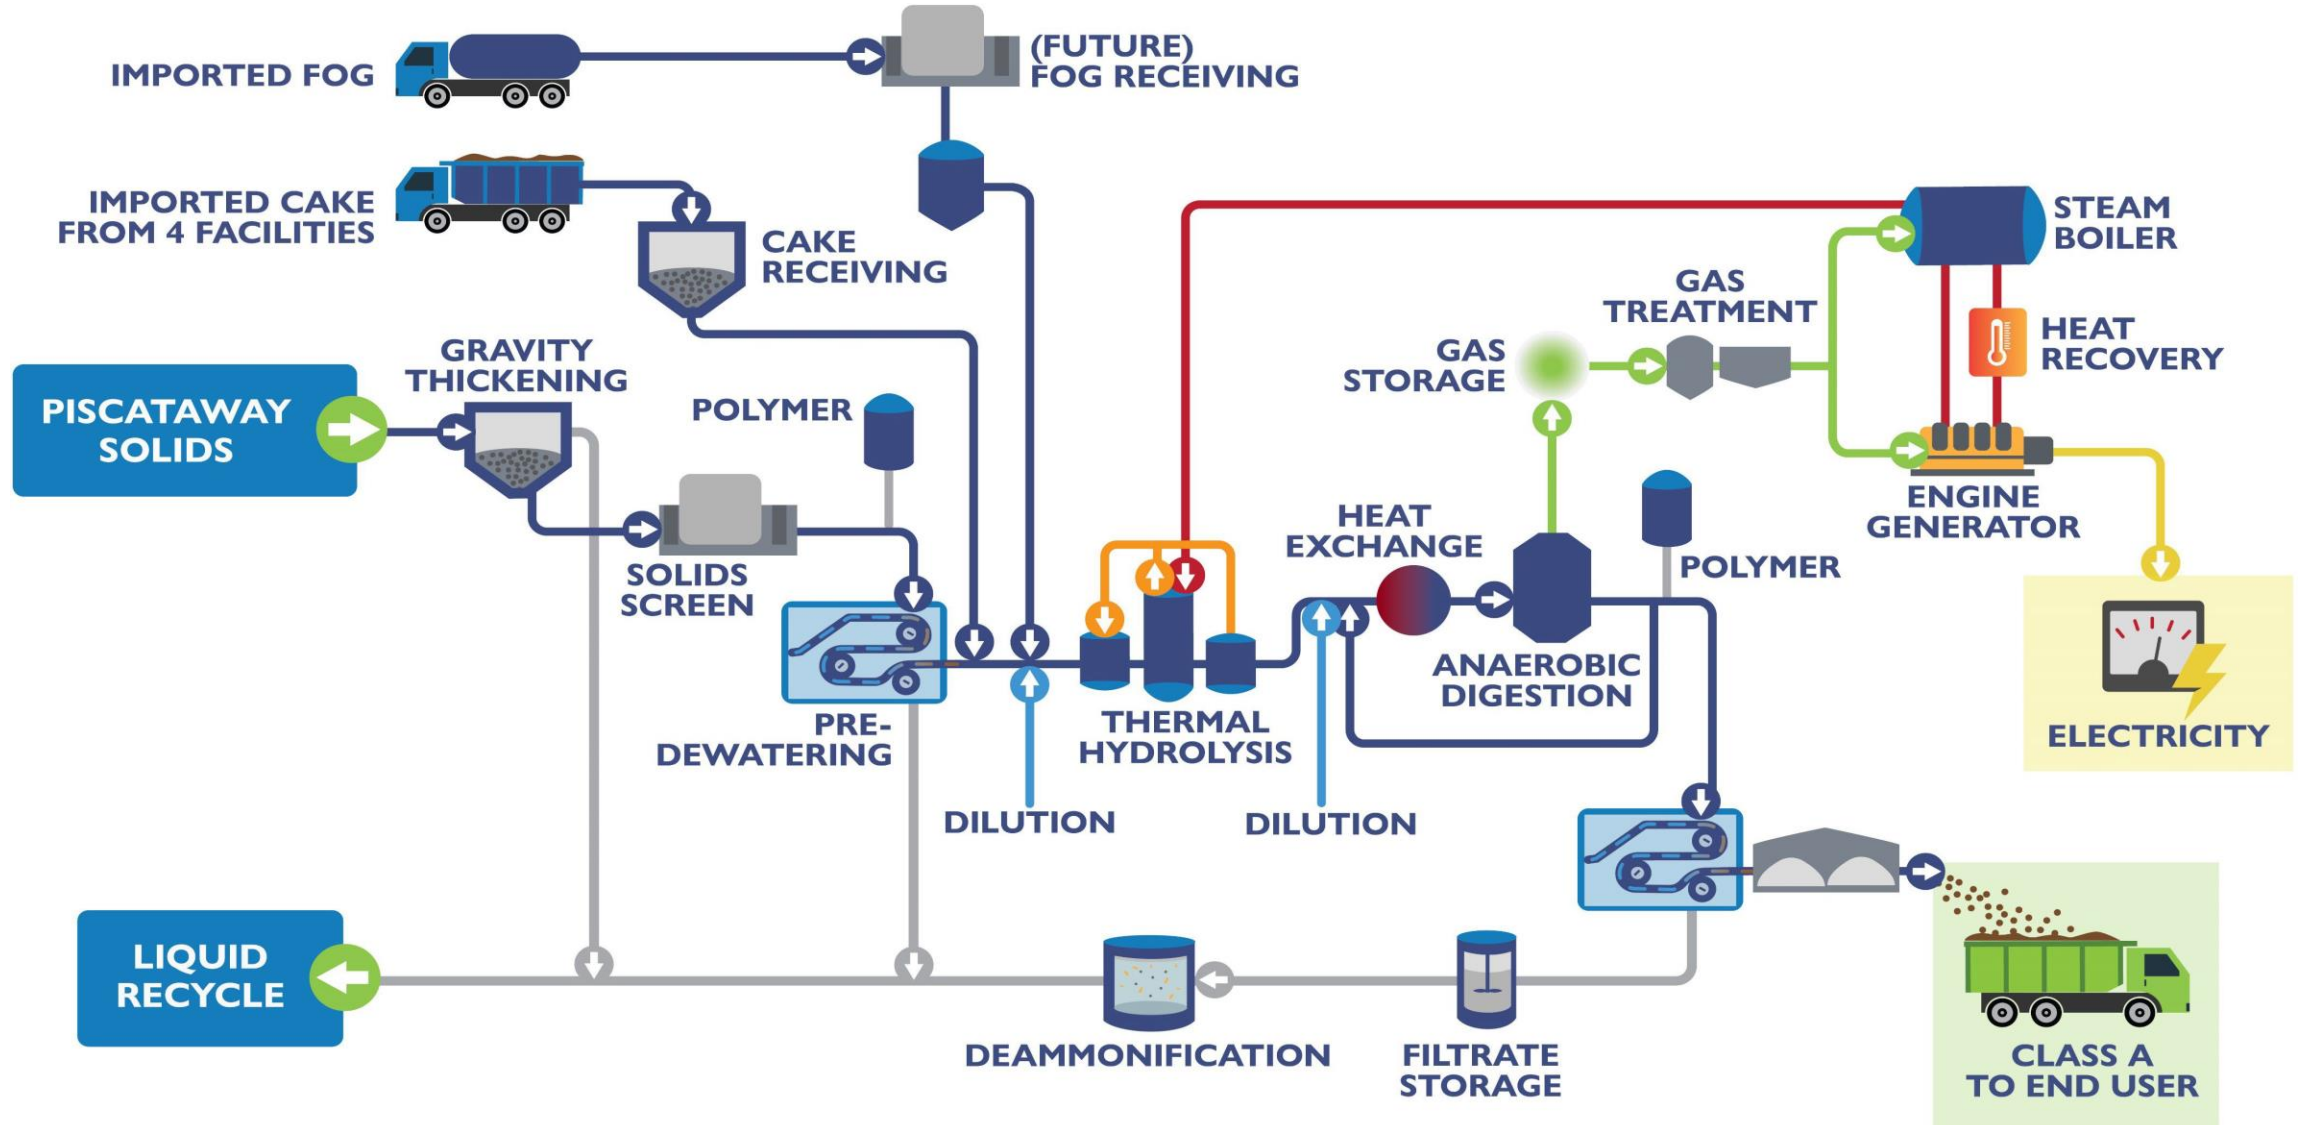 IMPORTED FOG
(FUTURE)
FOG RECEIVING
IMPORTED CAKE
FROM 4 FACILITIES
CAKE
RECEIVING
STEAM
BOILER
GAS
TREATMENT
GAS
STORAGE
HEAT
RECOVERY
GRAVITY
THICKENING
PISCATAWAY
SOLIDS
POLYMER
ENGINE
GENERATOR
HEAT
EXCHANGE
POLYMER
SOLIDS
SCREEN
ANAEROBIC
DIGESTION
PRE-
DEWATERING
THERMAL
HYDROLYSIS
ELECTRICITY
DILUTION
DILUTION
LIQUID
RECYCLE
DEAMMONIFICATION
FILTRATE
STORAGE
CLASS A
TO END USER